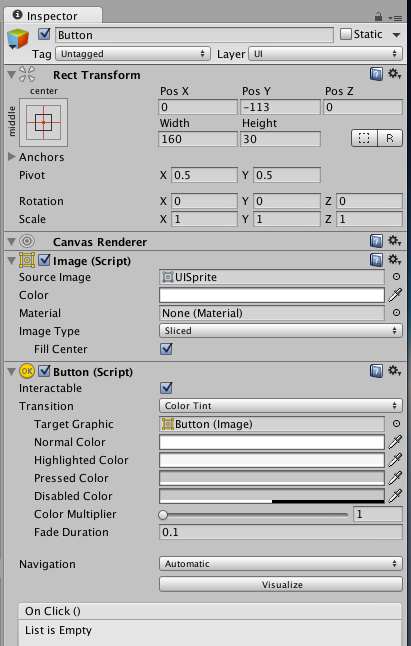 Inspector
Button Static
Tag Untagged Layer UI
Rect Transform
center Pos X Pos Y Pos Z
middle 0 -113 0
Width Height
160 30 R
Anchors
Pivot X 0.5 Y 0.5
Rotation X 0 Y 0 Z 0
Scale X 1 Y 1 Z 1
Canvas Renderer
Image (Script)
Source Image UISprite
Color
Material None (Material)
Image Type Sliced
Fill Center
OK Button (Script)
Interactable
Transition Color Tint
Target Graphic Button (Image)
Normal Color
Highlighted Color
Pressed Color
Disabled Color
Color Multiplier 1
Fade Duration 0.1
Navigation Automatic
Visualize
On Click ()
List is Empty